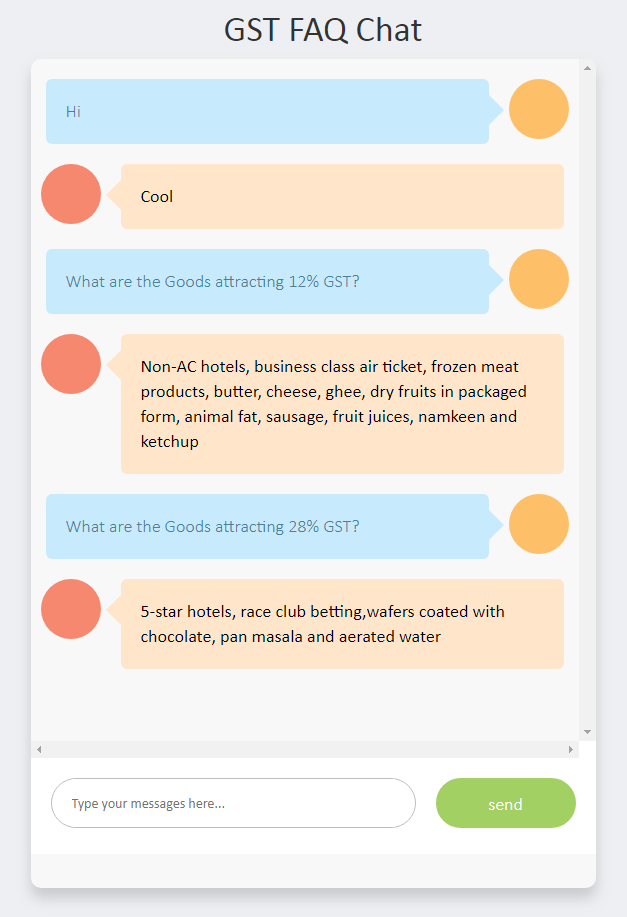 GST FAQ Chat
Hi
Cool
What are the Goods attracting 12% GST?
Non-AC hotels, business class air ticket, frozen meat
products, butter, cheese, ghee, dry fruits in packaged
form, animal fat, sausage, fruit juices, namkeen and
ketchup
What are the Goods attracting 28% GST?
5-star hotels, race club betting,wafers coated with
chocolate, pan masala and aerated water
Type your messages here...
send